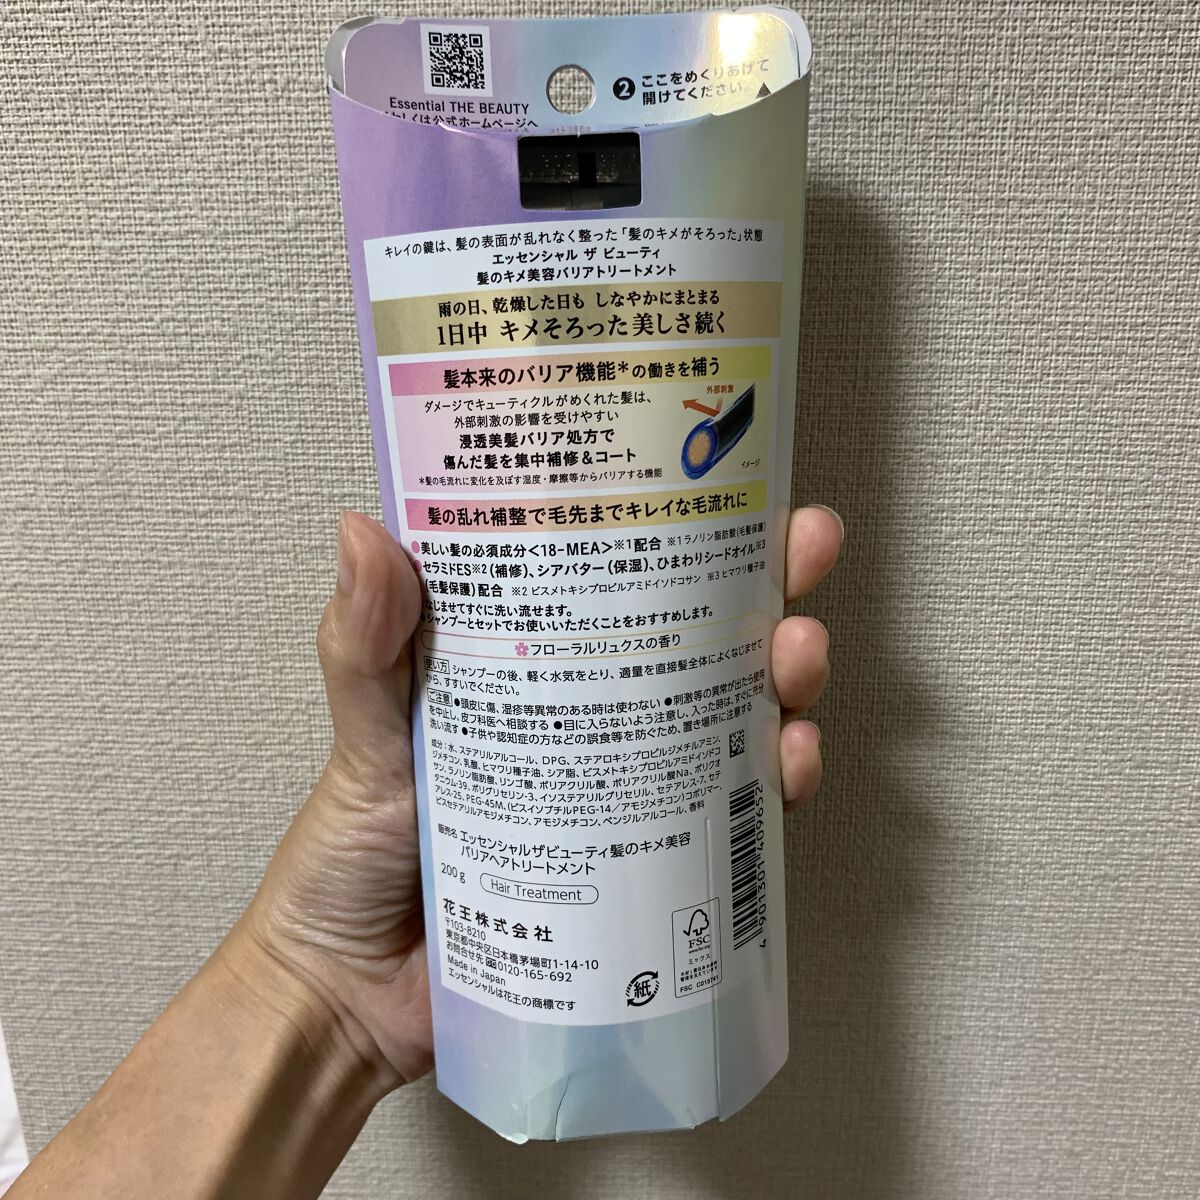 Essential THE BEAUTY
くわしくは公式ホームページへ
❷ ここをめくりあげて
開けてください。▲
キレイの鍵は、髪の表面が乱れなく整った「髪のキメがそろった」状態
エッセンシャル ザ ビューティ
髪のキメ美容バリアトリートメント
雨の日、乾燥した日も しなやかにまとまる
1日中 キメそろった美しさ続く
髪本来のバリア機能*の働きを補う
ダメージでキューティクルがめくれた髪は、
外部刺激の影響を受けやすい
浸透美髪バリア処方で
傷んだ髪を集中補修&コート
*髪の毛流れに変化を及ぼす湿度・摩擦等からバリアする機能
外部刺激
イメージ
髪の乱れ補整で毛先までキレイな毛流れに
●美しい髪の必須成分<18-MEA>※1配合 ※1ラノリン脂肪酸(毛髪保護)
●セラミドES※2(補修)、シアバター(保湿)、ひまわりシードオイル※3
(毛髪保護)配合 ※2 ビスメトキシプロピルアミドイソドコサン ※3 ヒマワリ種子油
なじませてすぐに洗い流せます。
シャンプーとセットでお使いいただくことをおすすめします。
フローラルリュクスの香り
使い方 シャンプーの後、軽く水気をとり、適量を直接髪全体によくなじませて
から、すすいでください。
ご注意 ●頭皮に傷、湿疹等異常のある時は使わない ●刺激等の異常が出たら使用
を中止し、皮フ科医へ相談する ●目に入らないよう注意し、入った時は、すぐに充分
洗い流す ●子供や認知症の方などの誤食等を防ぐため、置き場所に注意する
成分:水、ステアリルアルコール、DPG、ステアロキシプロピルジメチルアミン、
ジメチコン、乳酸、ヒマワリ種子油、シア脂、ビスメトキシプロピルアミドイソドコ
サン、ラノリン脂肪酸、リンゴ酸、ポリアクリル酸、ポリアクリル酸Na、ポリクオ
タニウム-39、ポリグリセリン-3、イソステアリルグリセリル、セテアレス-7、セテ
アレス-25、PEG-45M、(ビスイソブチルPEG-14/アモジメチコン)コポリマー、
ビスセテアリルアモジメチコン、アモジメチコン、ベンジルアルコール、香料
販売名 エッセンシャルザビューティ髪のキメ美容
バリアヘアトリートメント
200g Hair Treatment
花王株式会社
〒103-8210
東京都中央区日本橋茅場町1-14-10
お問合せ先 0120-165-692
Made in Japan
エッセンシャルは花王の商標です
紙
FSC
www.fsc.org
ミックス
FSC C015741
4 901301 409652